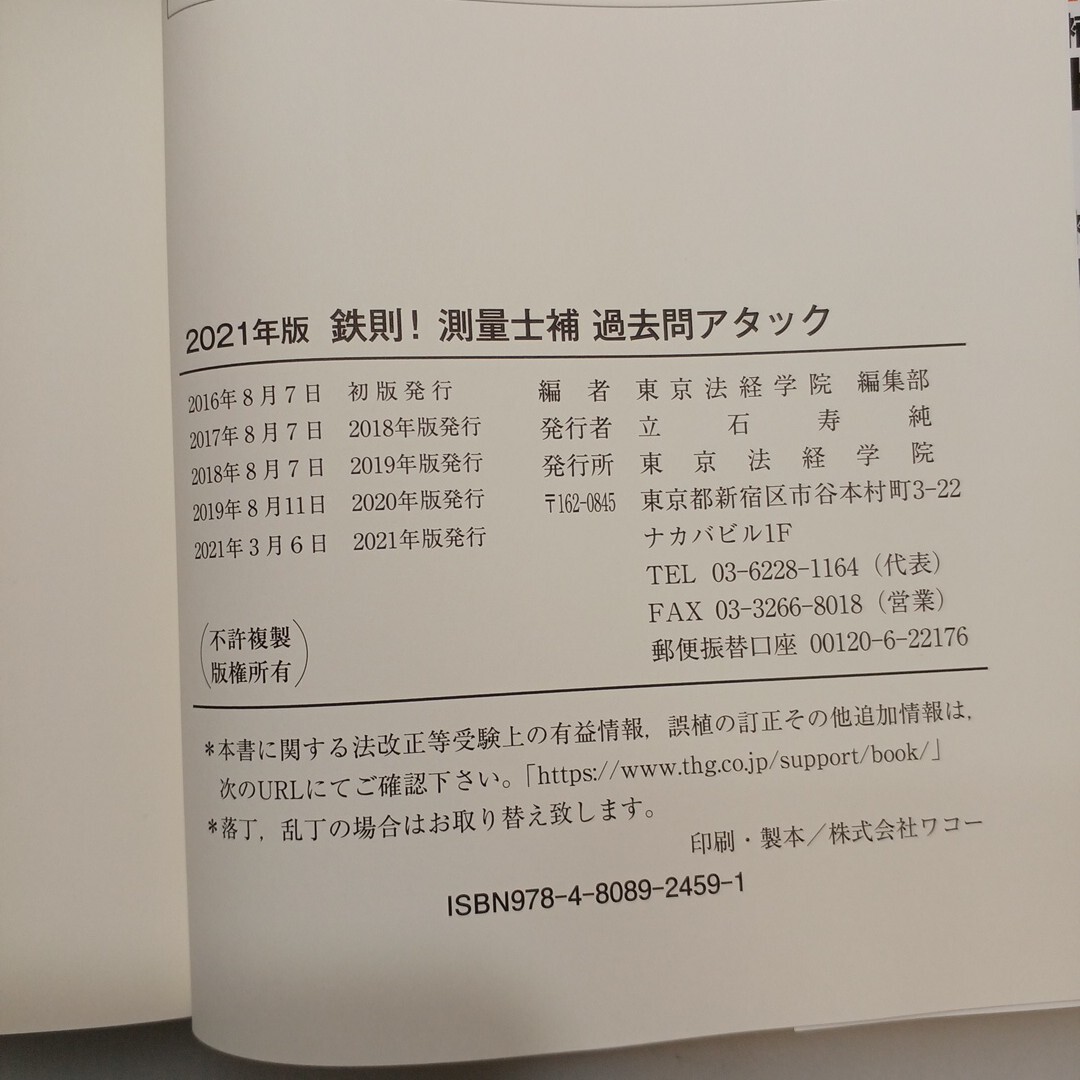 2021年版 鉄則！測量士補 過去問アタック
2016年8月7日 初版発行
2017年8月7日 2018年版発行
2018年8月7日 2019年版発行
2019年8月11日 2020年版発行
2021年3月6日 2021年版発行
編者 東京法経学院 編集部
発行者 立石寿純
発行所 東京法経学院
〒162-0845 東京都新宿区市谷本村町3-22
ナカバビル1F
TEL 03-6228-1164（代表）
FAX 03-3266-8018（営業）
郵便振替口座 00120-6-22176
不許複製
版権所有
＊本書に関する法改正等受験上の有益情報，誤植の訂正その他追加情報は，
次のURLにてご確認下さい。「https://www.thg.co.jp/support/book/」
＊落丁，乱丁の場合はお取り替え致します。
印刷・製本／株式会社ワコー
ISBN978-4-8089-2459-1